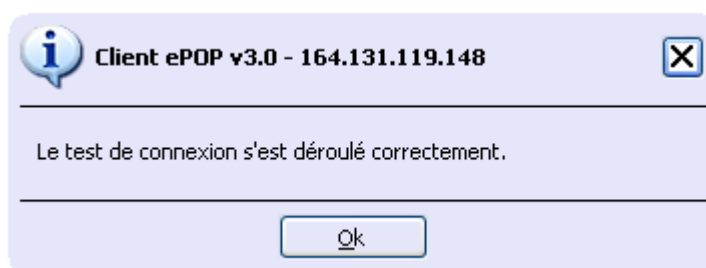 Client ePOP v3.0 - 164.131.119.148
Le test de connexion s'est déroulé correctement.
Ok